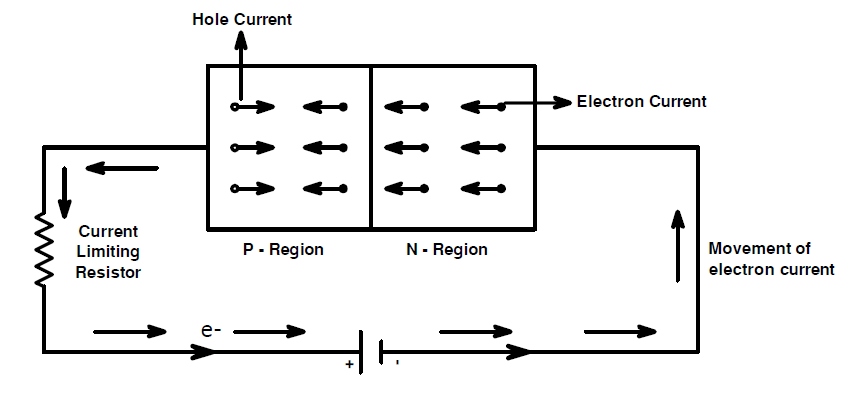 Hole Current
Electron Current
P - Region
N - Region
Current
Limiting
Resistor
Movement of
electron current
e-
+
'